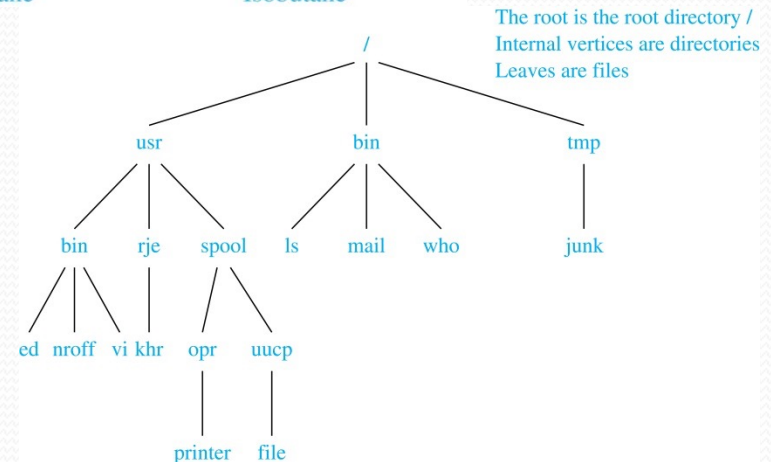 The root is the root directory /
Internal vertices are directories
Leaves are files
/
usr bin tmp
bin rje spool ls mail who junk
ed nroff vi khr opr uucp
printer file